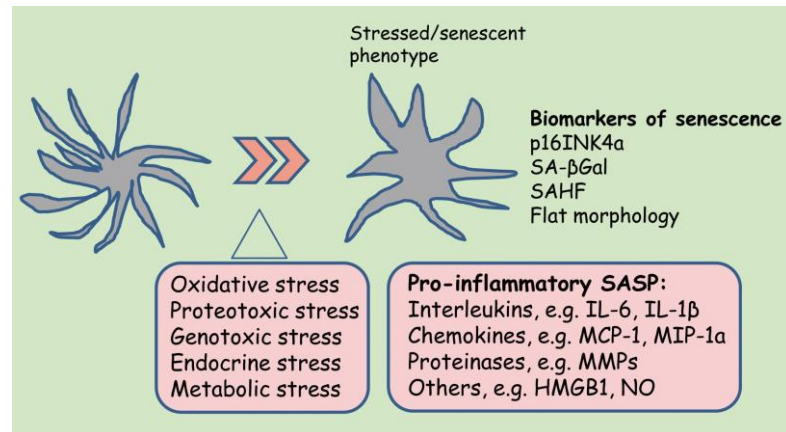 Stressed/senescent
phenotype
Biomarkers of senescence
p16INK4a
SA-βGal
SAHF
Flat morphology
Oxidative stress
Proteotoxic stress
Genotoxic stress
Endocrine stress
Metabolic stress
Pro-inflammatory SASP:
Interleukins, e.g. IL-6, IL-1β
Chemokines, e.g. MCP-1, MIP-1a
Proteinases, e.g. MMPs
Others, e.g. HMGB1, NO